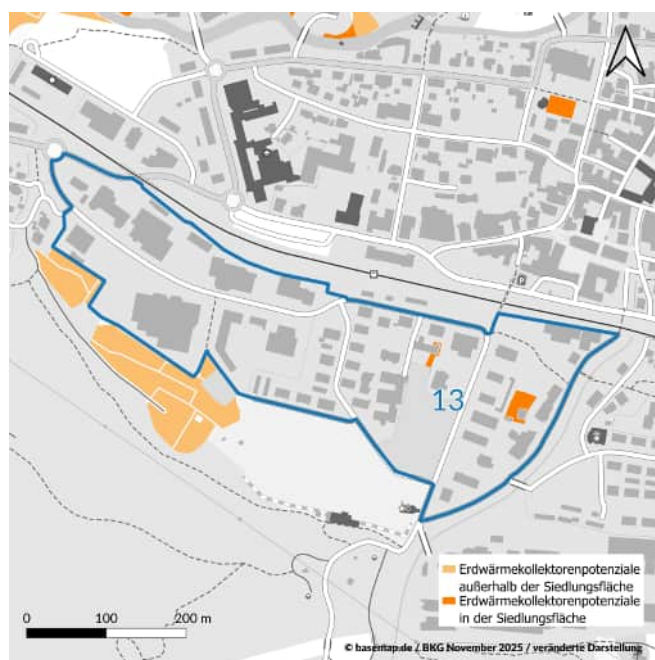 P
13
Erdwärmekollektorenpotenziale
außerhalb der Siedlungsfläche
Erdwärmekollektorenpotenziale
in der Siedlungsfläche
0 100 200 m
© basemap.de / BKG November 2025 / veränderte Darstellung